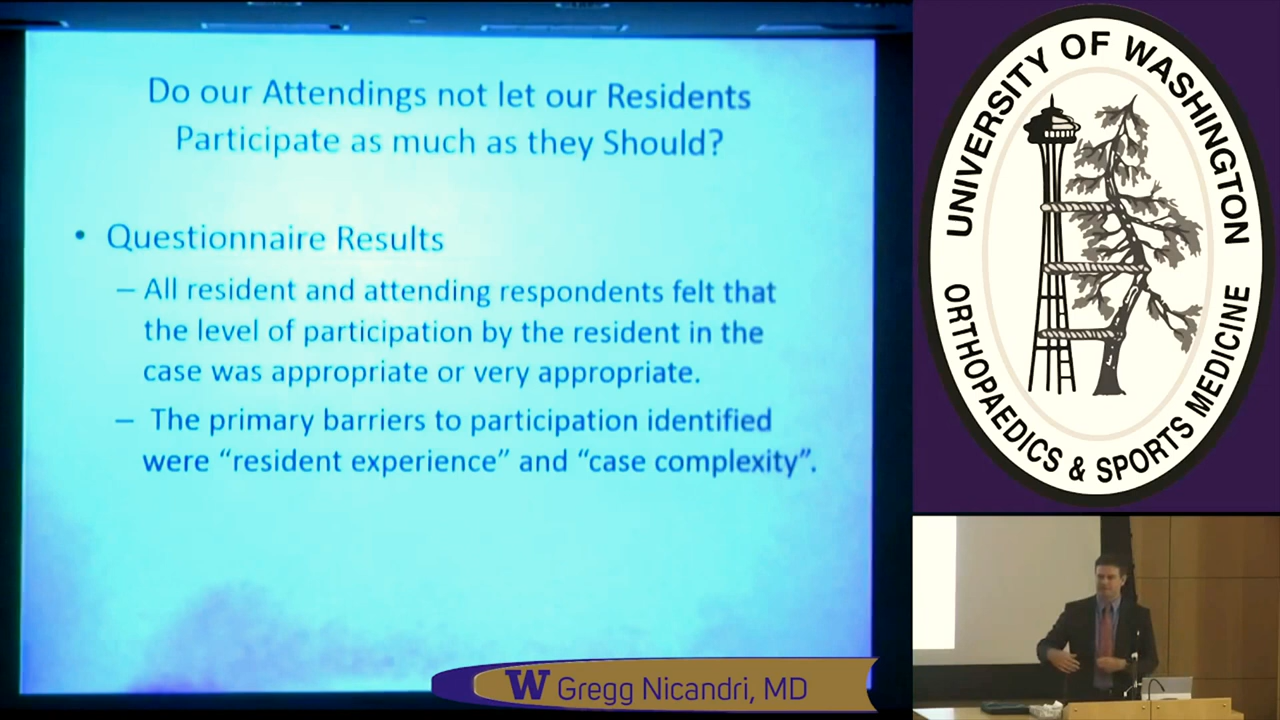 Do our Attendings not let our Residents
Participate as much as they Should?
• Questionnaire Results
– All resident and attending respondents felt that
the level of participation by the resident in the
case was appropriate or very appropriate.
– The primary barriers to participation identified
were “resident experience” and “case complexity”.
UNIVERSITY OF WASHINGTON
ORTHOPAEDICS & SPORTS MEDICINE
W Gregg Nicandri, MD